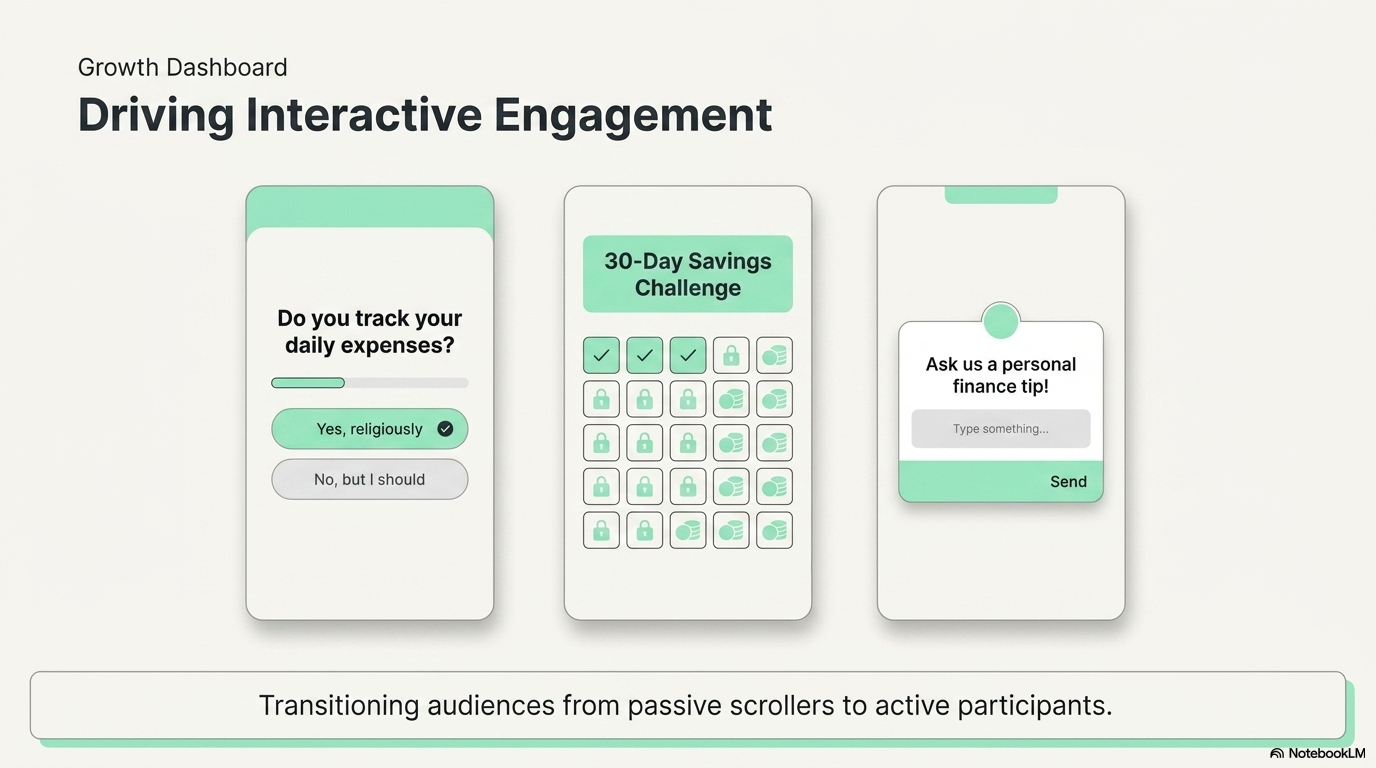 Growth Dashboard
Driving Interactive Engagement
Do you track your
daily expenses?
Yes, religiously
No, but I should
30-Day Savings
Challenge
Ask us a personal
finance tip!
Type something...
Send
Transitioning audiences from passive scrollers to active participants.
NotebookLM